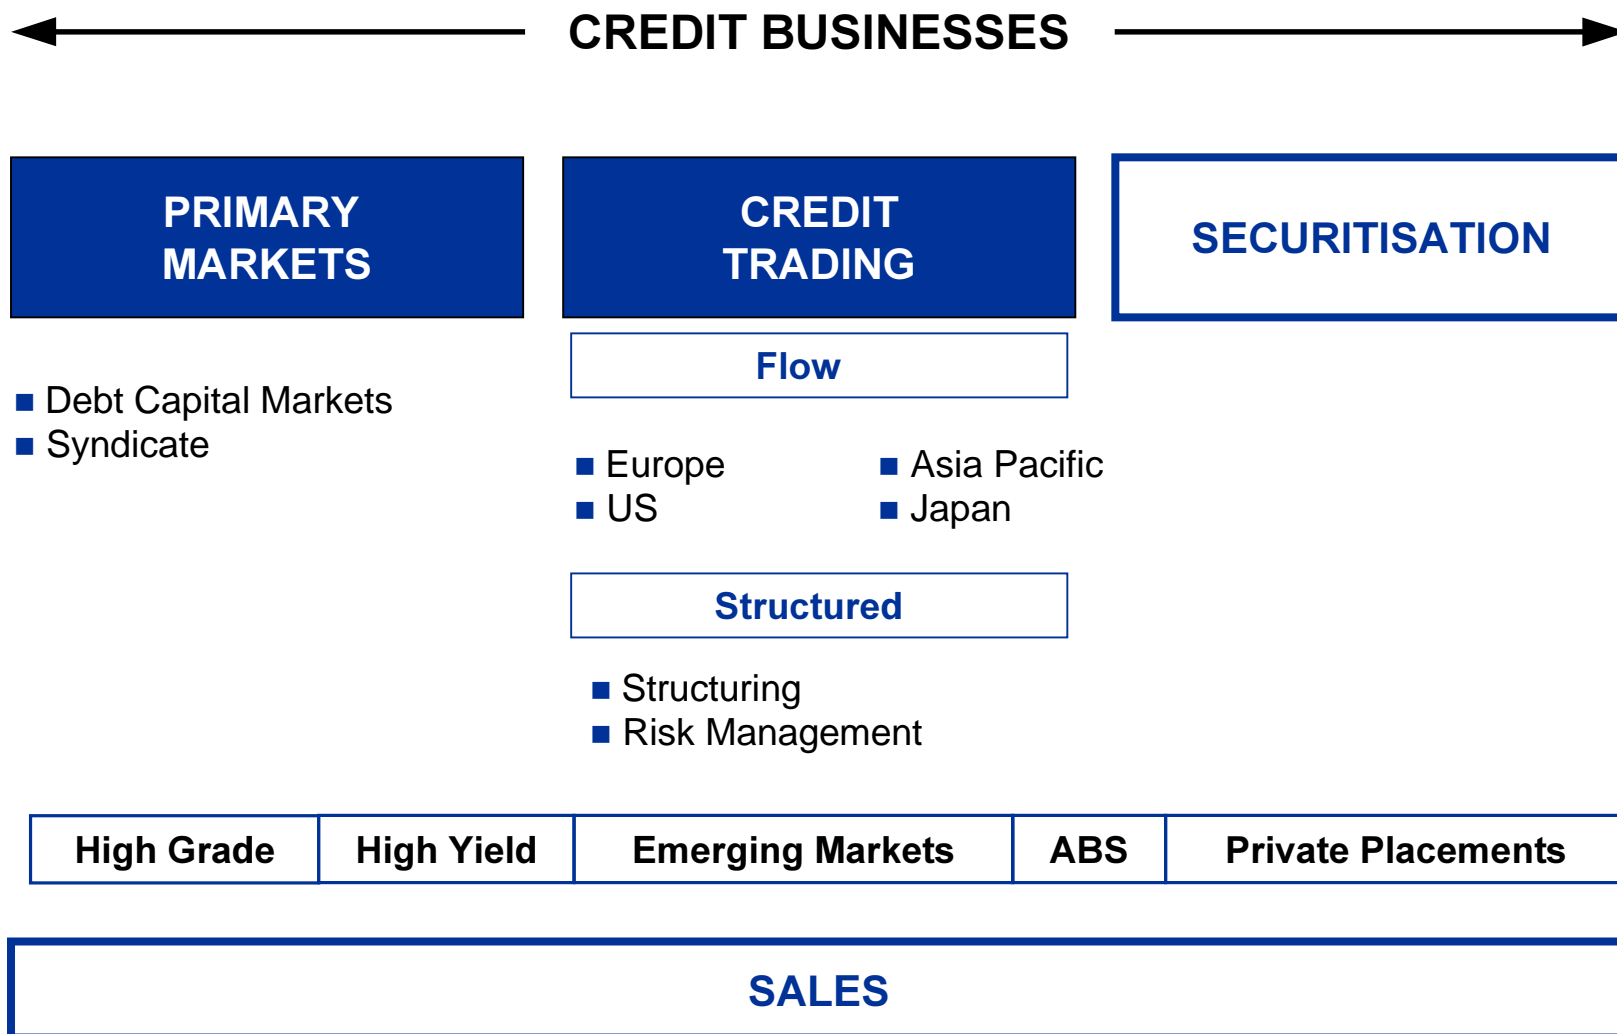 CREDIT BUSINESSES
PRIMARY
MARKETS
Debt Capital Markets
Syndicate
CREDIT
TRADING
Flow
Europe
US
Asia Pacific
Japan
Structured
Structuring
Risk Management
SECURITISATION
High Grade
High Yield
Emerging Markets
ABS
Private Placements
SALES